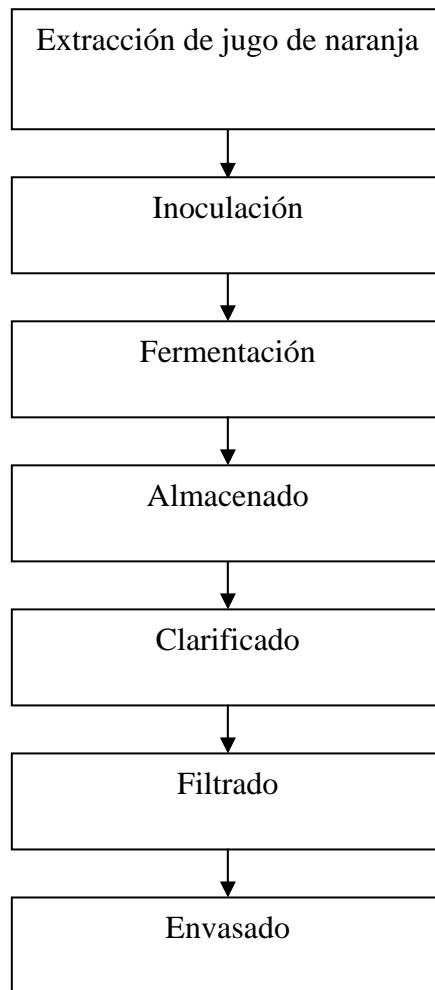 Extracción de jugo de naranja
Inoculación
Fermentación
Almacenado
Clarificado
Filtrado
Envasado